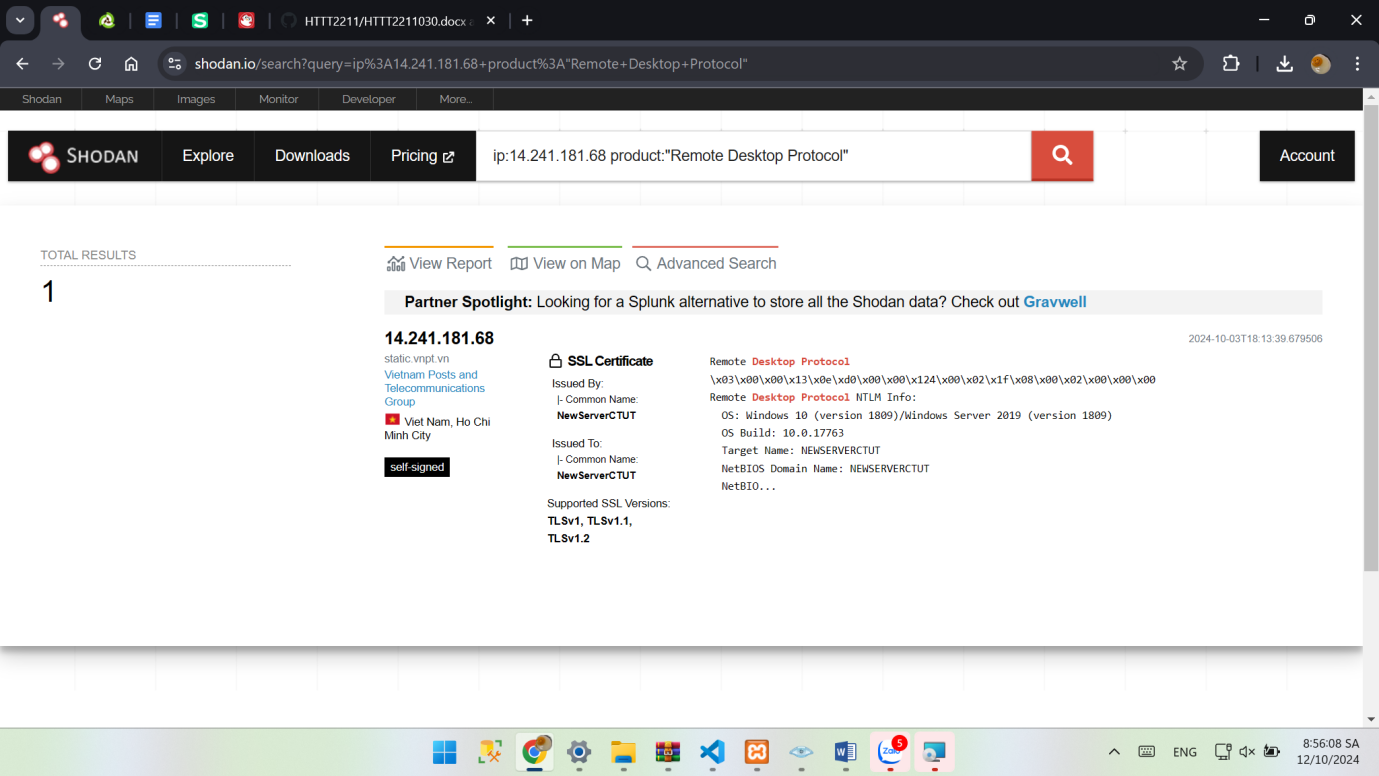 HTTT2211/HTTT2211030.docx a
shodan.io/search?query=ip%3A14.241.181.68+product%3A"Remote+Desktop+Protocol"
Shodan
Maps
Images
Monitor
Developer
More...
SHODAN
Explore
Downloads
Pricing
ip:14.241.181.68 product:"Remote Desktop Protocol"
Account
TOTAL RESULTS
1
View Report
View on Map
Advanced Search
Partner Spotlight: Looking for a Splunk alternative to store all the Shodan data? Check out Gravwell
14.241.181.68
2024-10-03T18:13:39.679506
static.vnpt.vn
Vietnam Posts and
Telecommunications
Group
Viet Nam, Ho Chi
Minh City
self-signed
SSL Certificate
Issued By:
|- Common Name:
NewServerCTUT
Issued To:
|- Common Name:
NewServerCTUT
Supported SSL Versions:
TLSv1, TLSv1.1,
TLSv1.2
Remote Desktop Protocol
\x03\x00\x00\x13\x0e\xd0\x00\x00\x124\x00\x02\x1f\x08\x00\x02\x00\x00\x00
Remote Desktop Protocol NTLM Info:
OS: Windows 10 (version 1809)/Windows Server 2019 (version 1809)
OS Build: 10.0.17763
Target Name: NEWSERVERCTUT
NetBIOS Domain Name: NEWSERVERCTUT
NetBIO...
Zalo
5
ENG
8:56:08 SA
12/10/2024